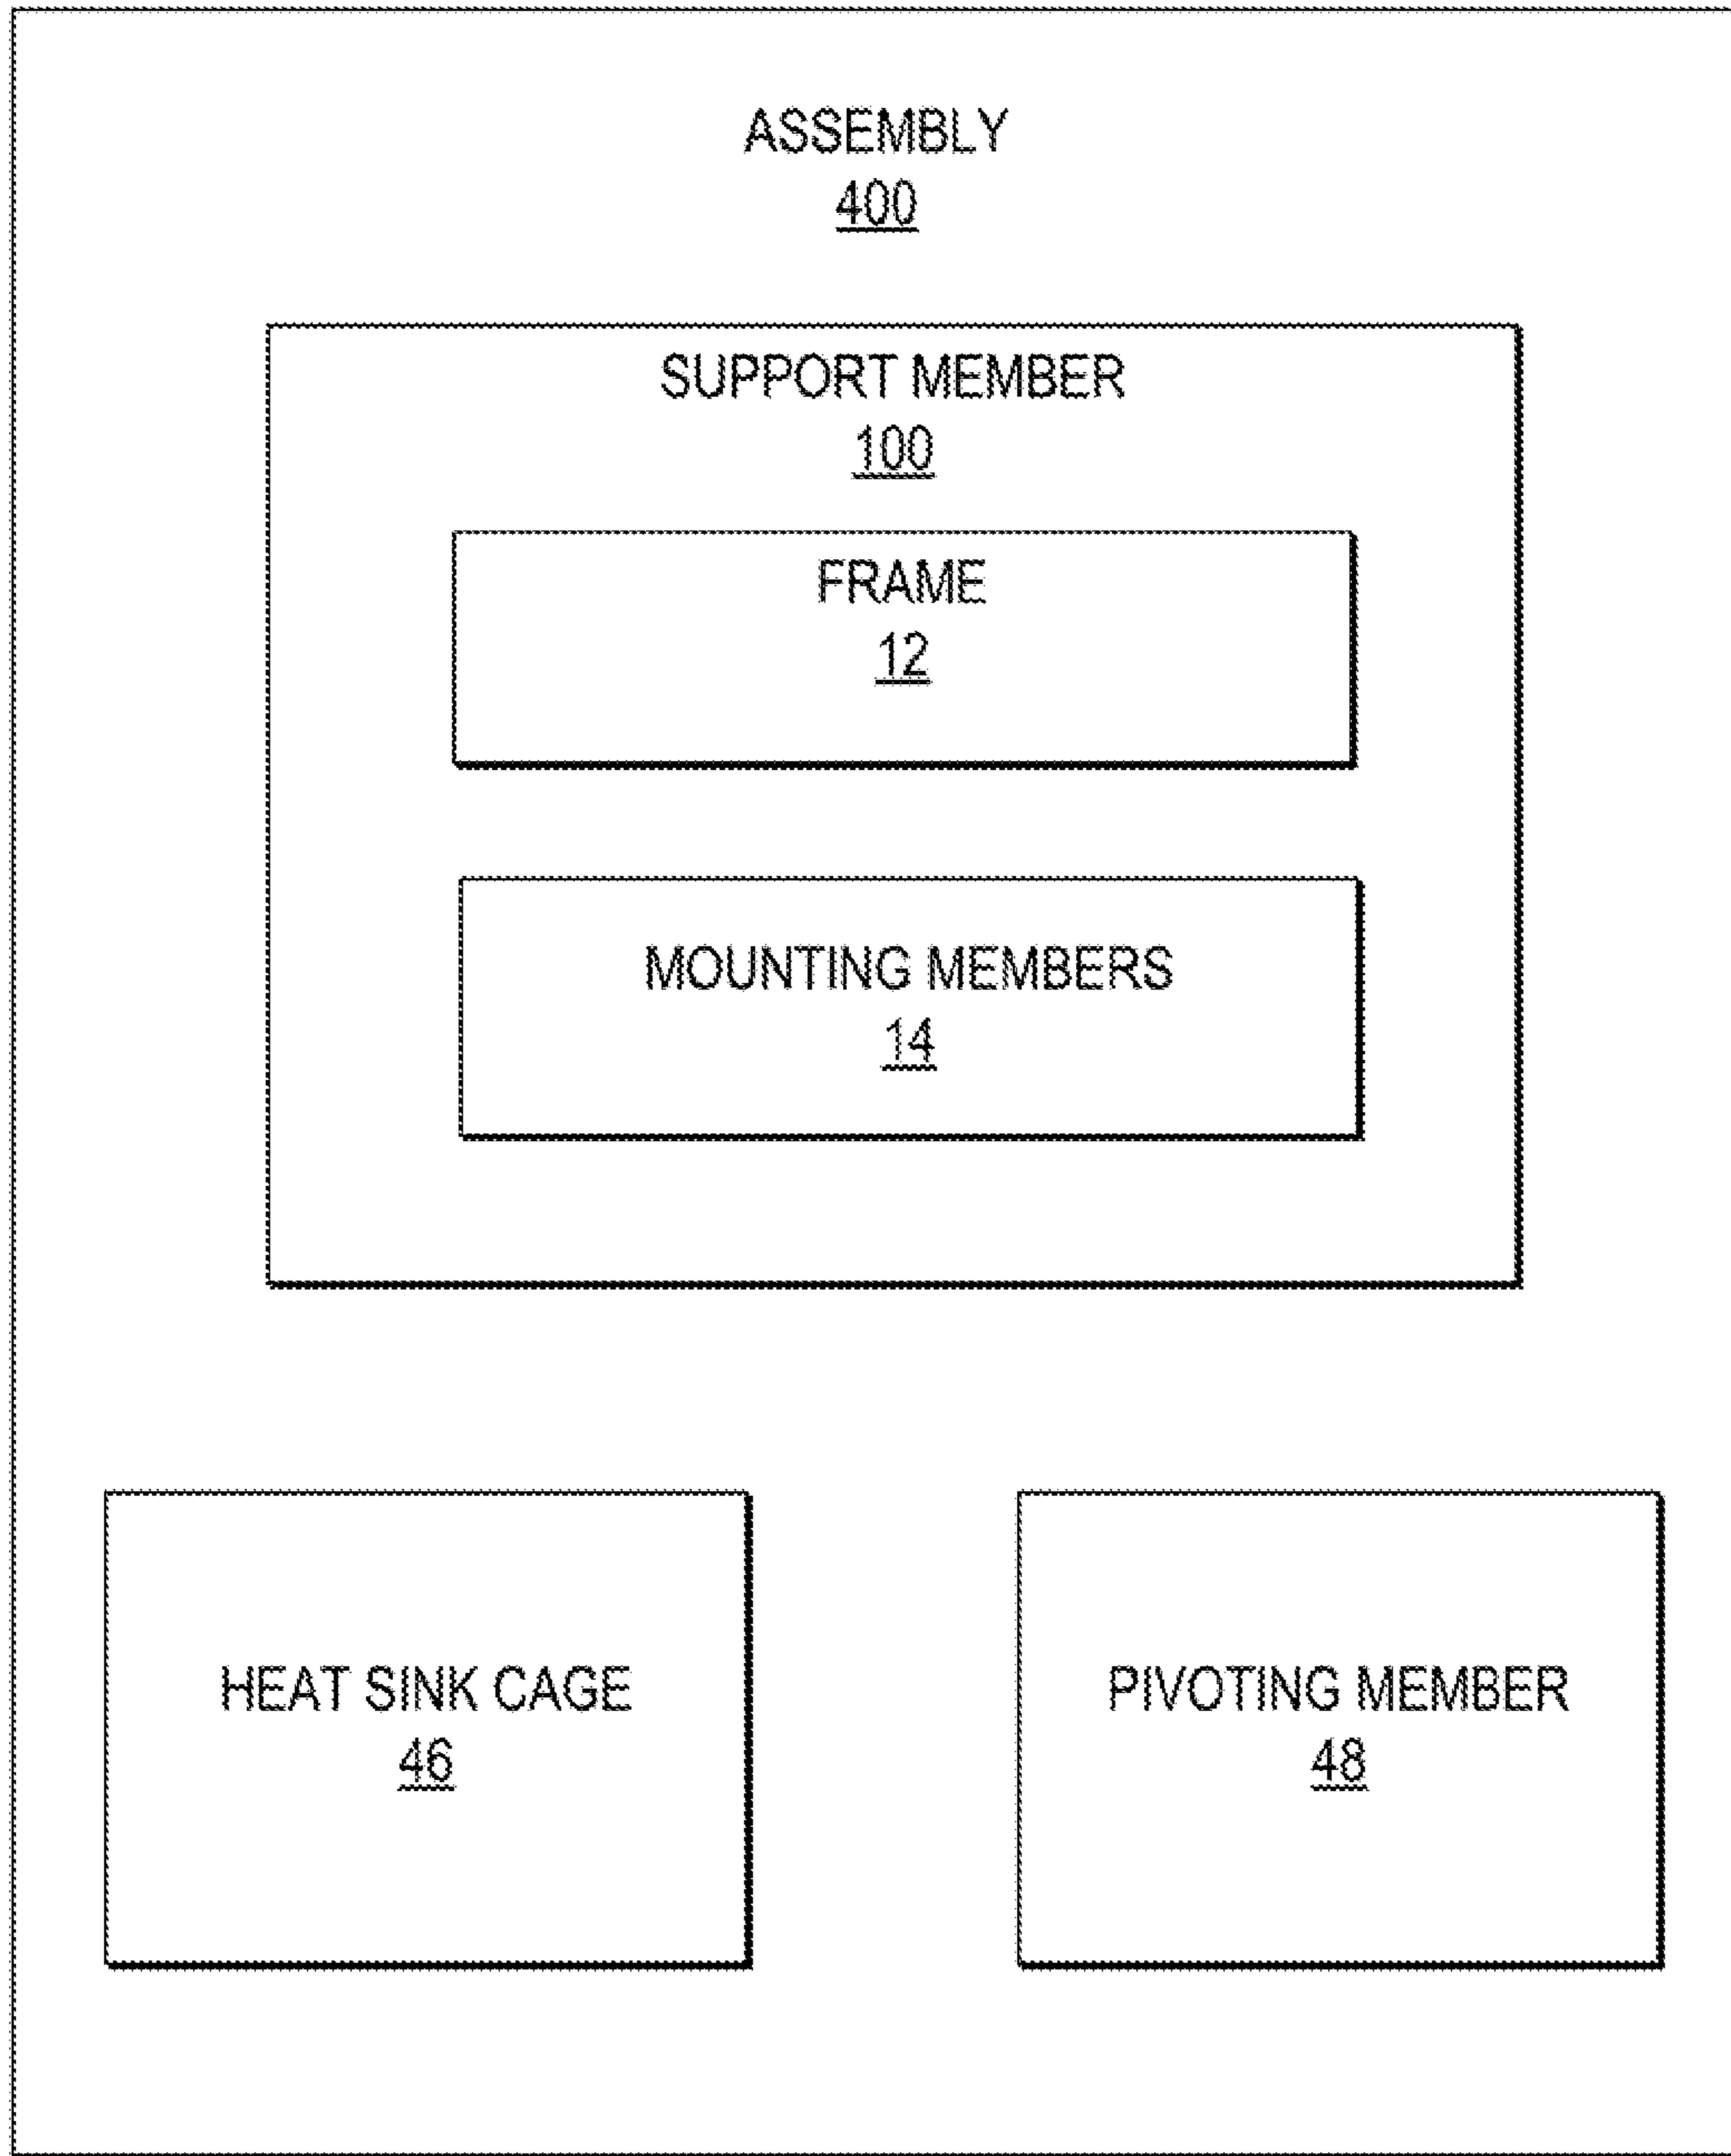 ASSEMBLY
400
SUPPORT MEMBER
100
FRAME
12
MOUNTING MEMBERS
14
HEAT SINK CAGE
46
PIVOTING MEMBER
48